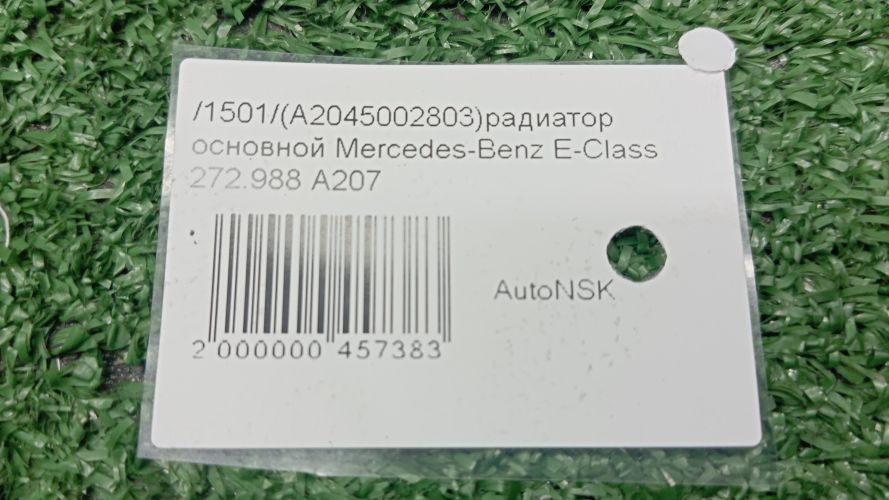 /1501/(A2045002803)радиатор
основной Mercedes-Benz E-Class
272.988 A207
AutoNSK
2 000000 457383